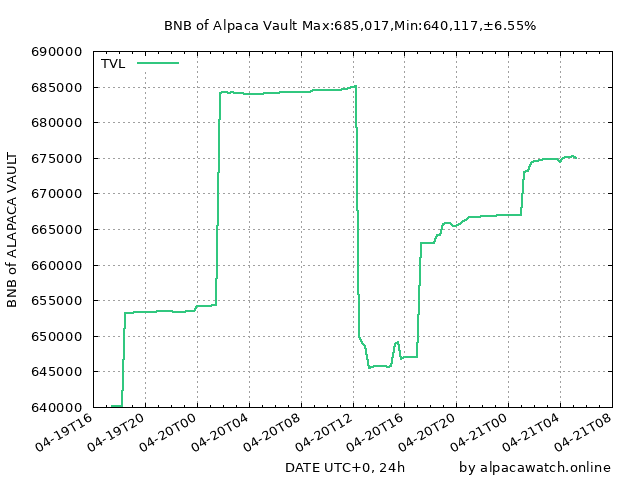 BNB of Alpaca Vault Max:685,017,Min:640,117,±6.55%
690000
TVL
685000
680000
675000
670000
665000
660000
655000
650000
645000
640000
BNB of ALAPACA VAULT
04-19T16
04-19T20
04-20T00
04-20T04
04-20T08
04-20T12
04-20T16
04-20T20
04-21T00
04-21T04
04-21T08
DATE UTC+0, 24h
by alpacawatch.online